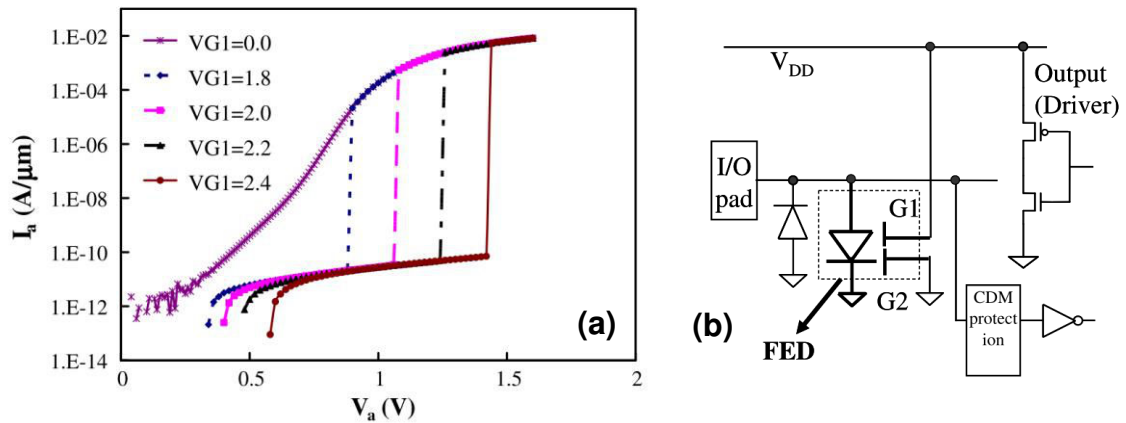 1.E-02
1.E-04
1.E-06
1.E-08
1.E-10
1.E-12
1.E-14
Iₐ (A/μm)
VG1=0.0
VG1=1.8
VG1=2.0
VG1=2.2
VG1=2.4
0
0.5
1
1.5
2
Vₐ (V)
(a)
V_DD
Output
(Driver)
I/O
pad
G1
G2
FED
CDM
protect
ion
(b)